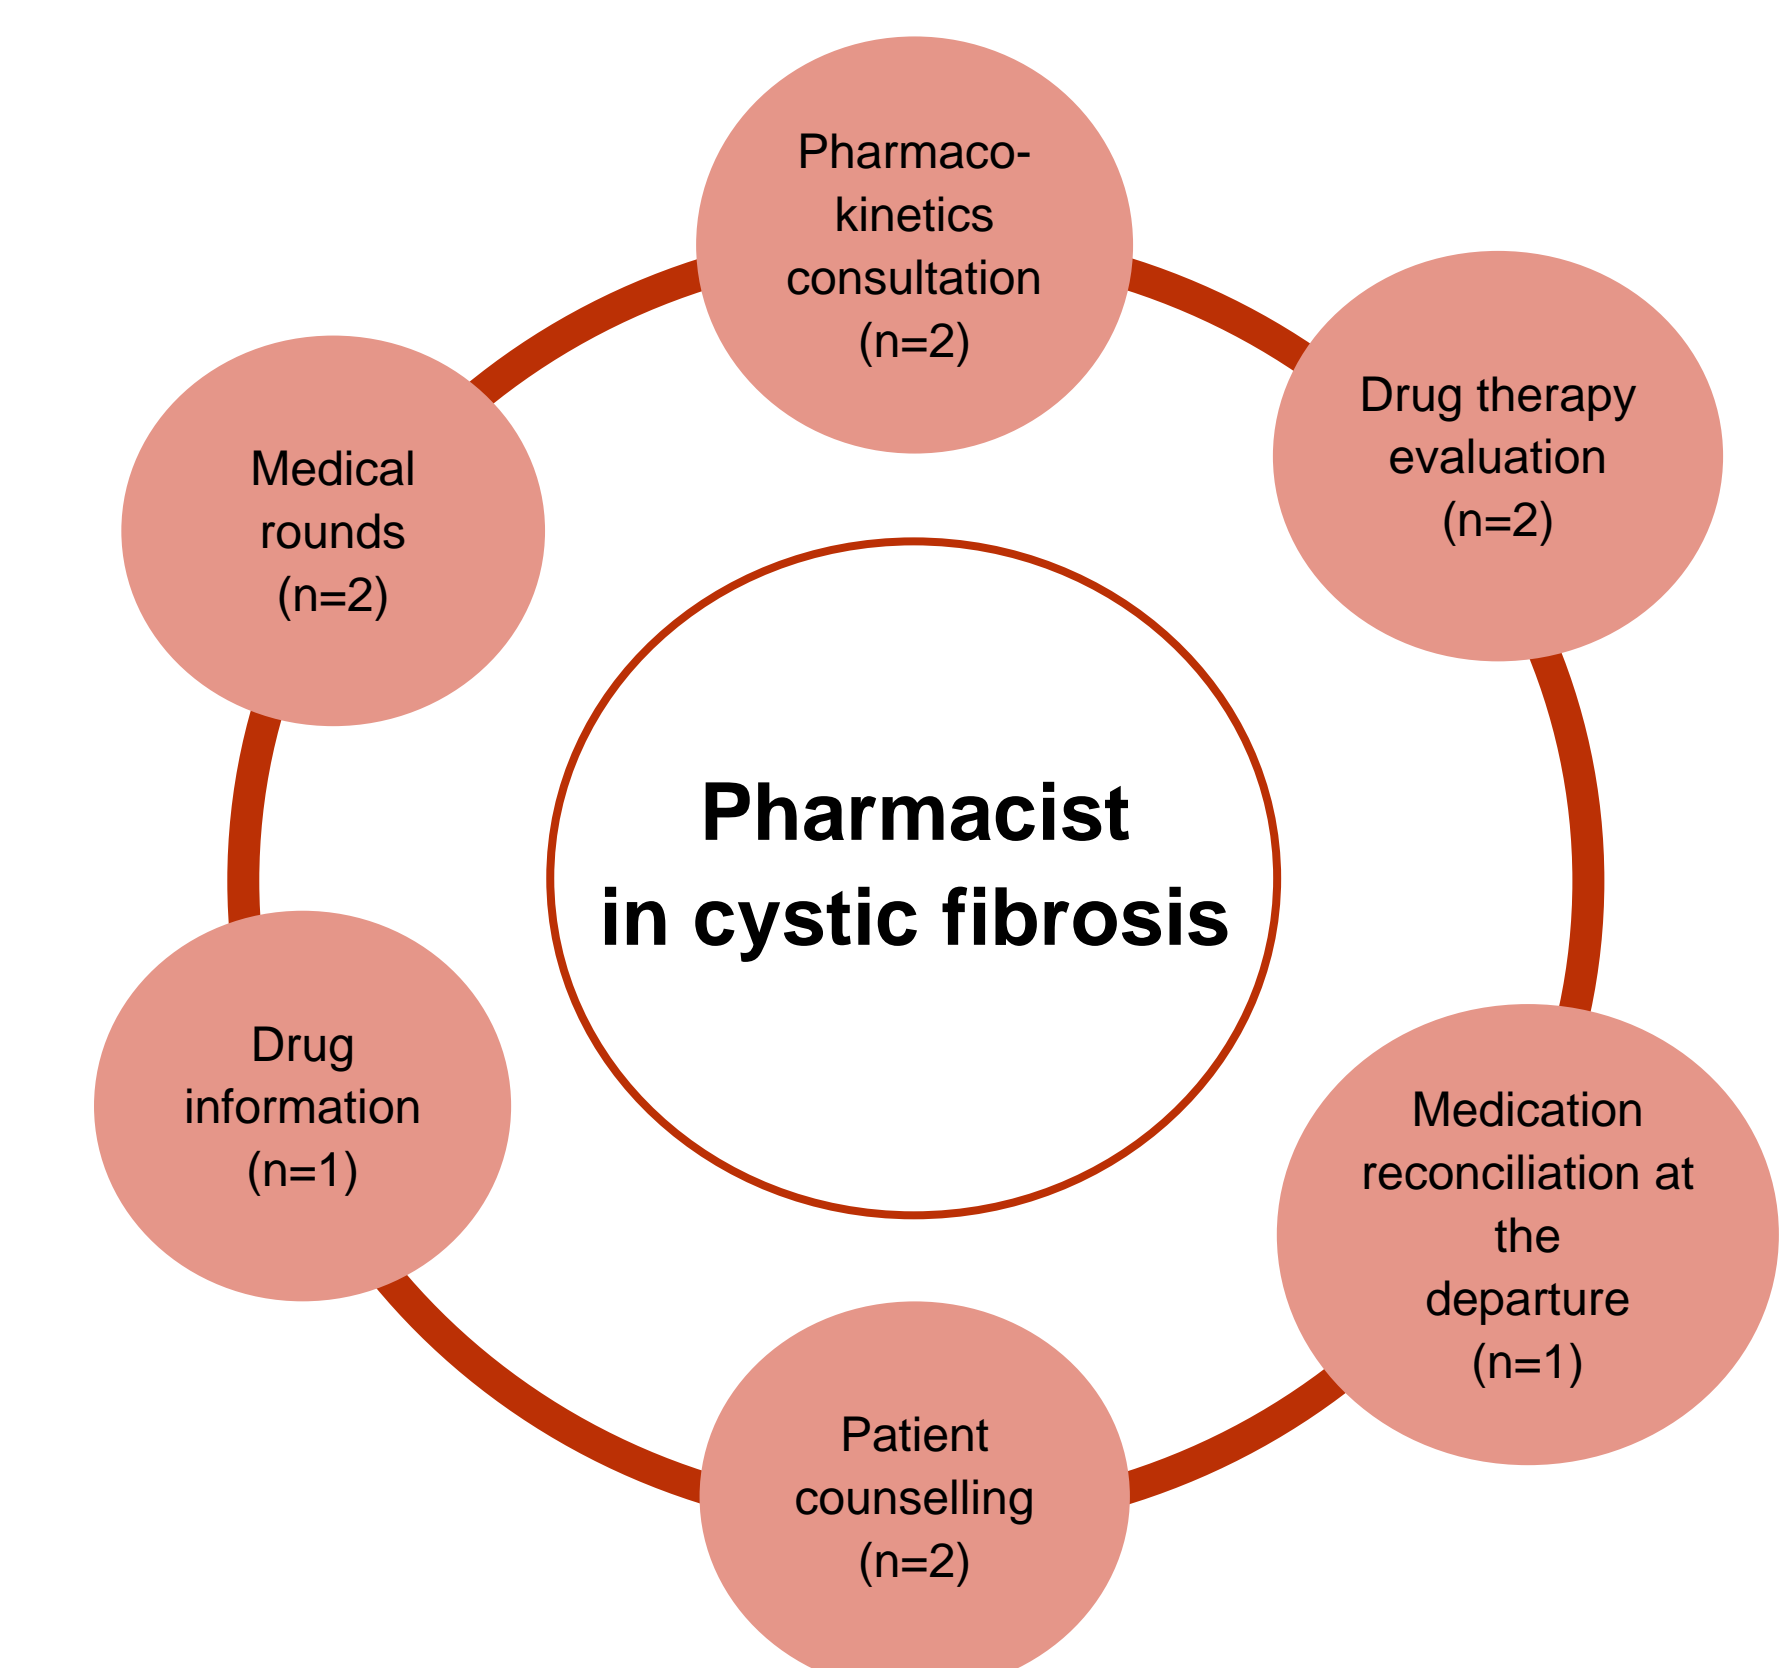 Pharmaco-
kinetics
consultation
(n=2)
Drug therapy
evaluation
(n=2)
Medical
rounds
(n=2)
Pharmacist
in cystic fibrosis
Drug
information
(n=1)
Medication
reconciliation at
the
departure
(n=1)
Patient
counselling
(n=2)